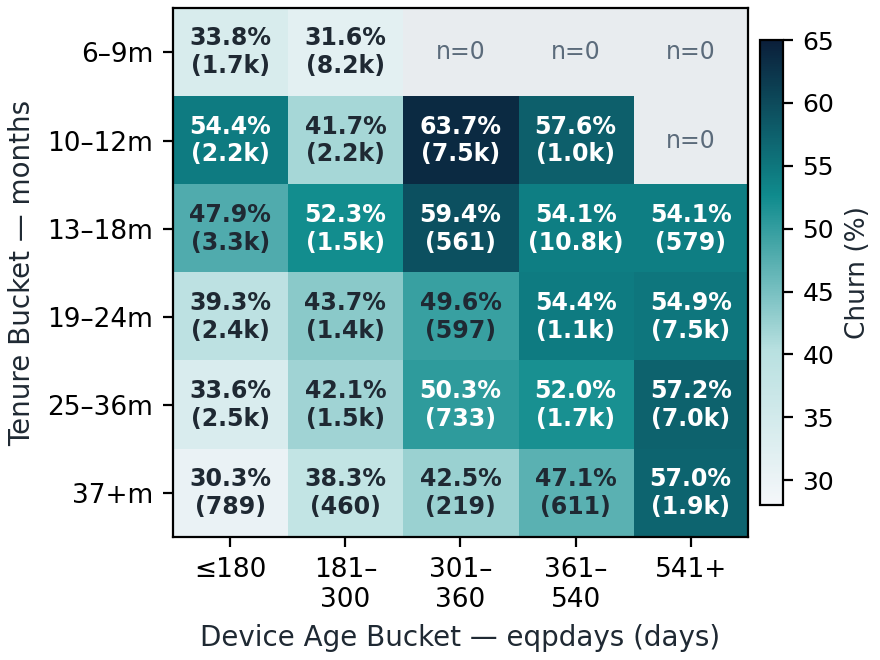 Tenure Bucket — months
6–9m
33.8% 31.6% n=0 n=0 n=0
(1.7k) (8.2k)
10–12m
54.4% 41.7% 63.7% 57.6% n=0
(2.2k) (2.2k) (7.5k) (1.0k)
13–18m
47.9% 52.3% 59.4% 54.1% 54.1%
(3.3k) (1.5k) (561) (10.8k) (579)
19–24m
39.3% 43.7% 49.6% 54.4% 54.9%
(2.4k) (1.4k) (597) (1.1k) (7.5k)
25–36m
33.6% 42.1% 50.3% 52.0% 57.2%
(2.5k) (1.5k) (733) (1.7k) (7.0k)
37+m
30.3% 38.3% 42.5% 47.1% 57.0%
(789) (460) (219) (611) (1.9k)
≤180 181– 301– 361– 541+
300 360 540
Device Age Bucket — eqpdays (days)
65
60
55
50
45
40
35
30
Churn (%)